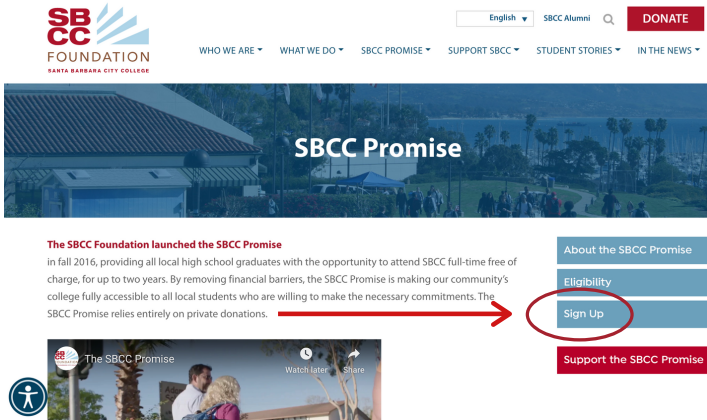 SB
CC
FOUNDATION
SANTA BARBARA CITY COLLEGE
English
SBCC Alumni
DONATE
WHO WE ARE
WHAT WE DO
SBCC PROMISE
SUPPORT SBCC
STUDENT STORIES
IN THE NEWS
SBCC Promise
The SBCC Foundation launched the SBCC Promise
in fall 2016, providing all local high school graduates with the opportunity to attend SBCC full-time free of
charge, for up to two years. By removing financial barriers, the SBCC Promise is making our community's
college fully accessible to all local students who are willing to make the necessary commitments. The
SBCC Promise relies entirely on private donations.
About the SBCC Promise
Eligibility
Sign Up
Support the SBCC Promise
The SBCC Promise
Watch later
Share